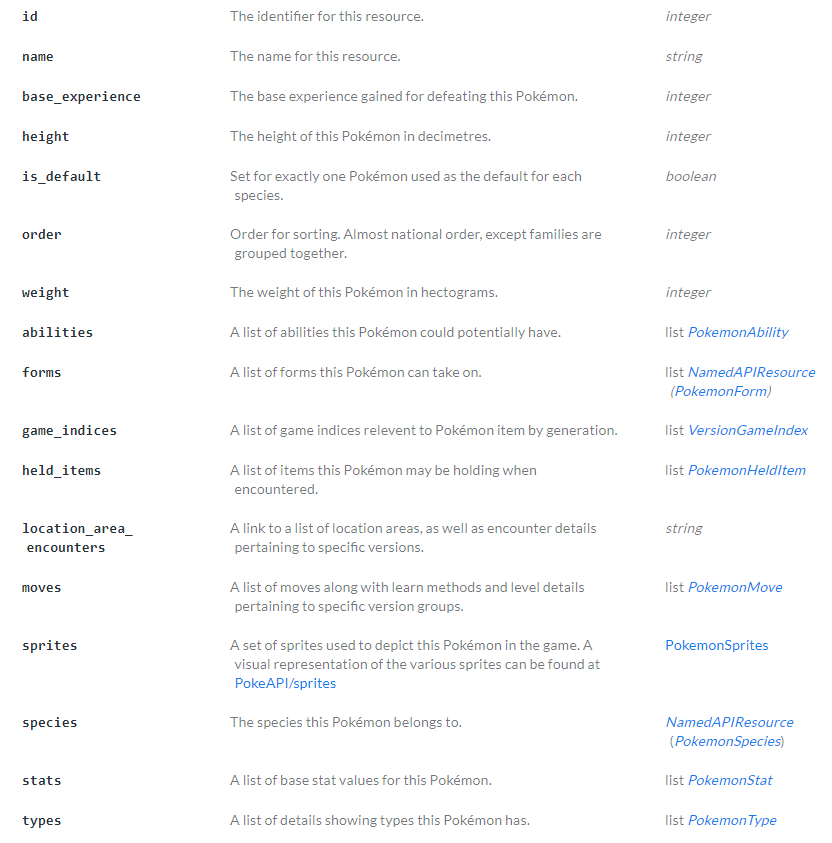 id The identifier for this resource. integer
name The name for this resource. string
base_experience The base experience gained for defeating this Pokémon. integer
height The height of this Pokémon in decimetres. integer
is_default Set for exactly one Pokémon used as the default for each boolean
species.
order Order for sorting. Almost national order, except families are integer
grouped together.
weight The weight of this Pokémon in hectograms. integer
abilities A list of abilities this Pokémon could potentially have. list PokemonAbility
forms A list of forms this Pokémon can take on. list NamedAPIResource
(PokemonForm)
game_indices A list of game indices relevent to Pokémon item by generation. list VersionGameIndex
held_items A list of items this Pokémon may be holding when list PokemonHeldItem
encountered.
location_area_ A link to a list of location areas, as well as encounter details string
encounters pertaining to specific versions.
moves A list of moves along with learn methods and level details list PokemonMove
pertaining to specific version groups.
sprites A set of sprites used to depict this Pokémon in the game. A PokemonSprites
visual representation of the various sprites can be found at
PokeAPI/sprites
species The species this Pokémon belongs to. NamedAPIResource
(PokemonSpecies)
stats A list of base stat values for this Pokémon. list PokemonStat
types A list of details showing types this Pokémon has. list PokemonType